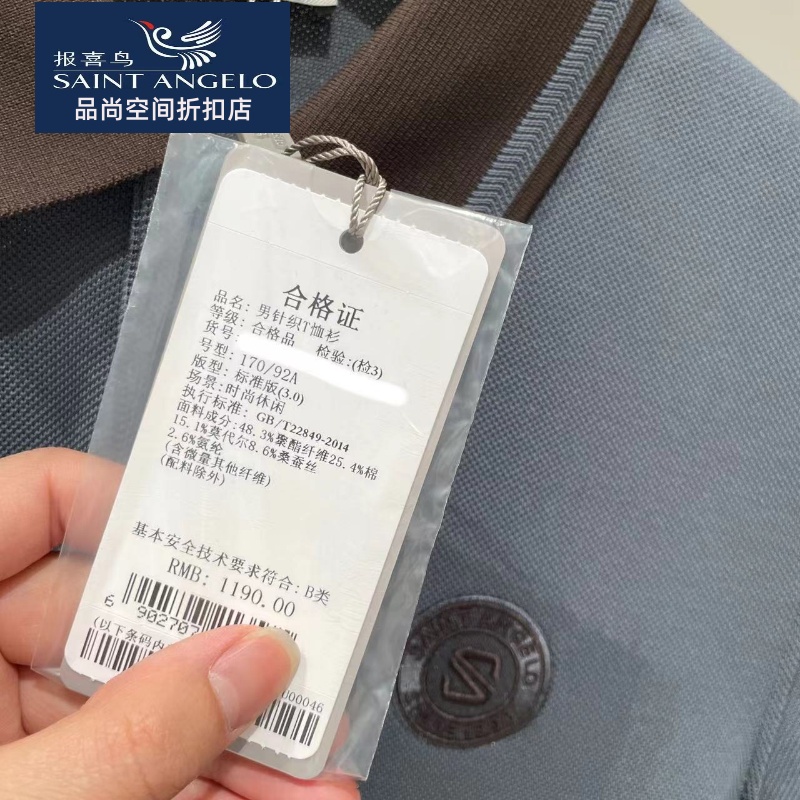 报喜鸟
SAINT ANGELO
品尚空间折扣店
合格证
品名: 男针织T恤衫
等级: 合格品 检验:(检3)
货号
号型: 170/92A
版型: 标准版(3.0)
场景: 时尚休闲
执行标准: GB/T22849-2014
面料成分: 48.3%聚酯纤维25.4%棉
15.1%莫代尔8.6%桑蚕丝
2.6%氨纶
(含微量其他纤维)
(配料除外)
基本安全技术要求符合: B类
RMB: 1190.00
6 902707
(以下条码内
U00046
SAINT ANGELO